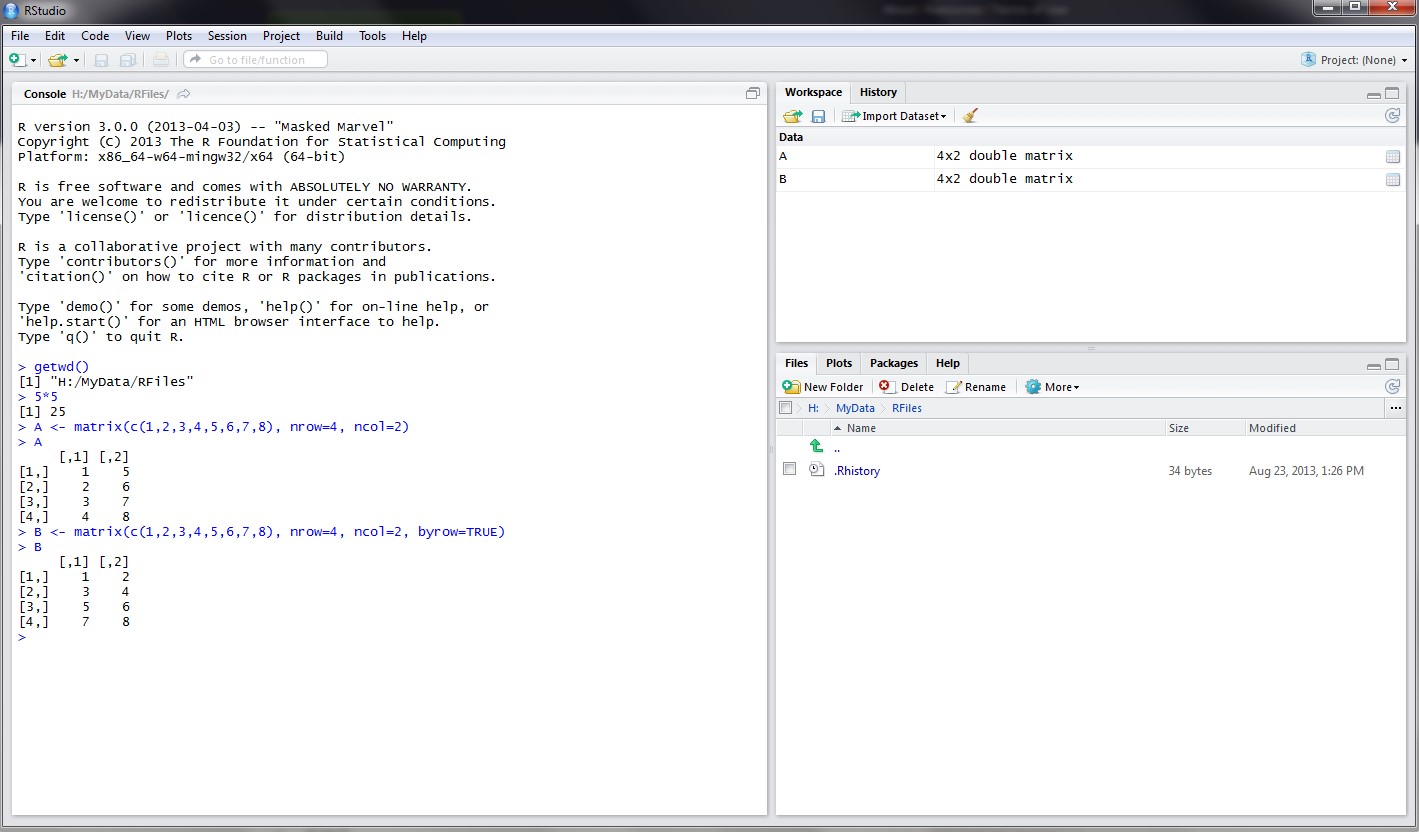 RStudio
File Edit Code View Plots Session Project Build Tools Help
Go to file/function
Project: (None)
Console H:/MyData/RFiles/
R version 3.0.0 (2013-04-03) -- "Masked Marvel"
Copyright (C) 2013 The R Foundation for Statistical Computing
Platform: x86_64-w64-mingw32/x64 (64-bit)
R is free software and comes with ABSOLUTELY NO WARRANTY.
You are welcome to redistribute it under certain conditions.
Type 'license()' or 'licence()' for distribution details.
R is a collaborative project with many contributors.
Type 'contributors()' for more information and
'citation()' on how to cite R or R packages in publications.
Type 'demo()' for some demos, 'help()' for on-line help, or
'help.start()' for an HTML browser interface to help.
Type 'q()' to quit R.
> getwd()
[1] "H:/MyData/RFiles"
> 5*5
[1] 25
> A <- matrix(c(1,2,3,4,5,6,7,8), nrow=4, ncol=2)
> A
[,1] [,2]
[1,] 1 5
[2,] 2 6
[3,] 3 7
[4,] 4 8
> B <- matrix(c(1,2,3,4,5,6,7,8), nrow=4, ncol=2, byrow=TRUE)
> B
[,1] [,2]
[1,] 1 2
[2,] 3 4
[3,] 5 6
[4,] 7 8
>
Workspace History
Import Dataset
Data
A 4x2 double matrix
B 4x2 double matrix
Files Plots Packages Help
New Folder Delete Rename More
H: MyData RFiles ...
Name Size Modified
..
.Rhistory 34 bytes Aug 23, 2013, 1:26 PM